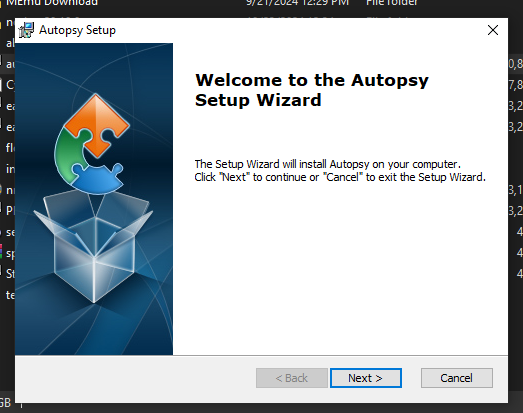 MEmu Download 9/21/2024 12:29 PM File folder
Autopsy Setup
Welcome to the Autopsy
Setup Wizard
The Setup Wizard will install Autopsy on your computer.
Click "Next" to continue or "Cancel" to exit the Setup Wizard.
< Back
Next >
Cancel
GB